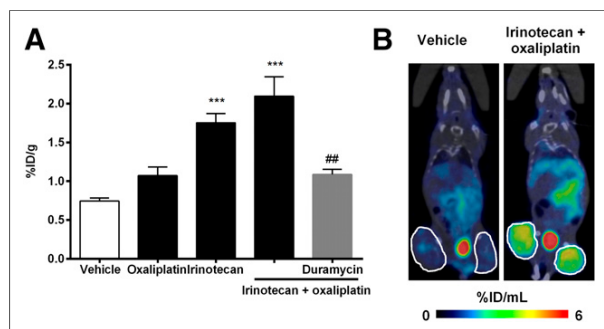 A
%ID/g
2.5
2.0
1.5
1.0
0.5
0.0
***
***
##
Vehicle Oxaliplatin Irinotecan Duramycin
Irinotecan + oxaliplatin
B
Vehicle
Irinotecan +
oxaliplatin
%ID/mL
0 6